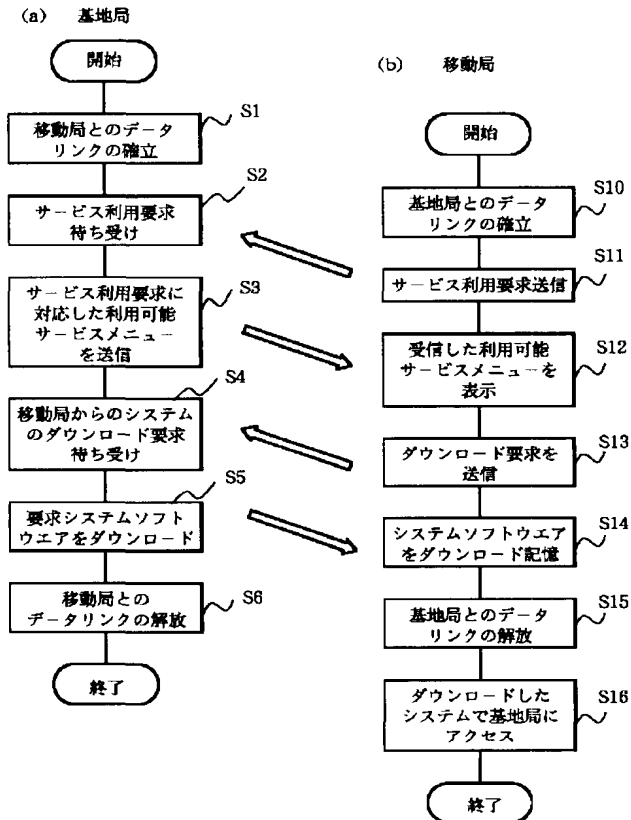 (a) 基地局
開始
S1
移動局とのデータ
リンクの確立
S2
サービス利用要求
待ち受け
S3
サービス利用要求に
対応した利用可能
サービスメニュー
を送信
S4
移動局からのシステム
のダウンロード要求
待ち受け
S5
要求システムソフト
ウエアをダウンロード
S6
移動局との
データリンクの解放
終了
(b) 移動局
開始
S10
基地局とのデータ
リンクの確立
S11
サービス利用要求送信
S12
受信した利用可能
サービスメニューを
表示
S13
ダウンロード要求を
送信
S14
システムソフトウエア
をダウンロード記憶
S15
基地局とのデータ
リンクの解放
S16
ダウンロードした
システムで基地局に
アクセス
終了